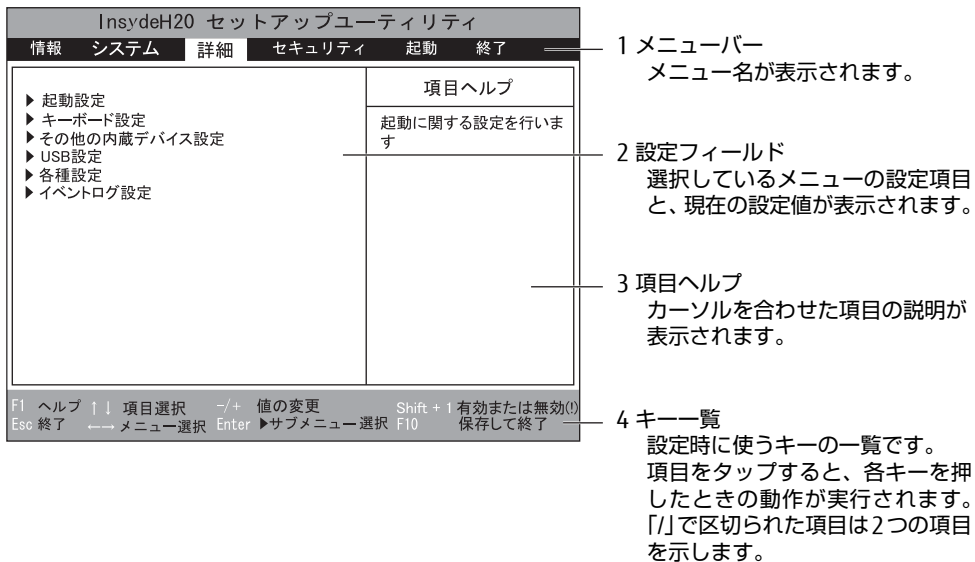 InsydeH20 セットアップユーティリティ
情報 システム 詳細 セキュリティ 起動 終了
▶ 起動設定
▶ キーボード設定
▶ その他の内蔵デバイス設定
▶ USB設定
▶ 各種設定
▶ イベントログ設定
項目ヘルプ
起動に関する設定を行いま
す
F1 ヘルプ ↑↓ 項目選択 -/+ 値の変更 Shift + 1 有効または無効(!)
Esc 終了 ←→ メニュー選択 Enter ▶サブメニュー選択 F10 保存して終了
1 メニューバー
メニュー名が表示されます。
2 設定フィールド
選択しているメニューの設定項目
と、現在の設定値が表示されます。
3 項目ヘルプ
カーソルを合わせた項目の説明が
表示されます。
4 キー一覧
設定時に使うキーの一覧です。
項目をタップすると、各キーを押
したときの動作が実行されます。
「/」で区切られた項目は2つの項目
を示します。